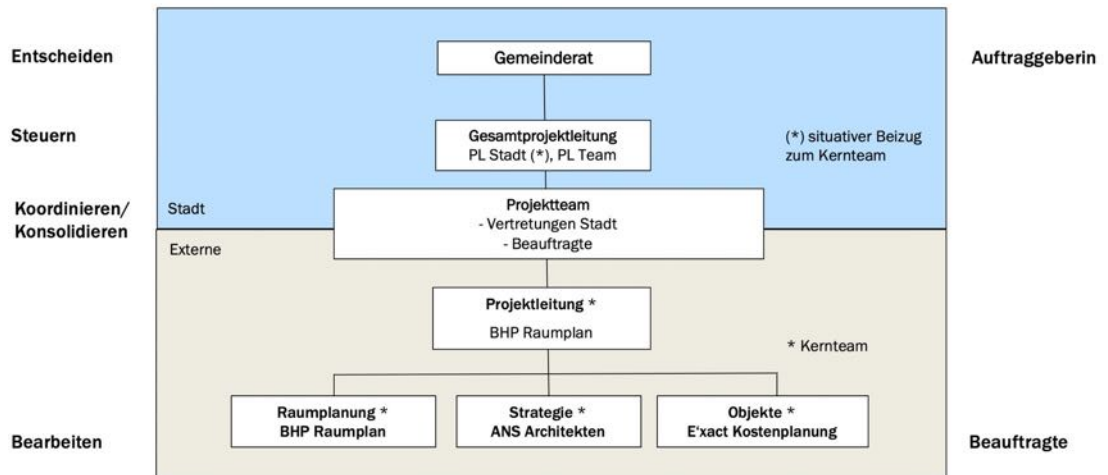 Entscheiden
Gemeinderat
Auftraggeberin
Steuern
Gesamtprojektleitung
PL Stadt (*), PL Team
(*) situativer Beizug
zum Kernteam
Koordinieren/
Konsolidieren
Stadt
Projektteam
- Vertretungen Stadt
- Beauftragte
Externe
Projektleitung *
BHP Raumplan
* Kernteam
Raumplanung *
BHP Raumplan
Strategie *
ANS Architekten
Objekte *
E'xact Kostenplanung
Bearbeiten
Beauftragte